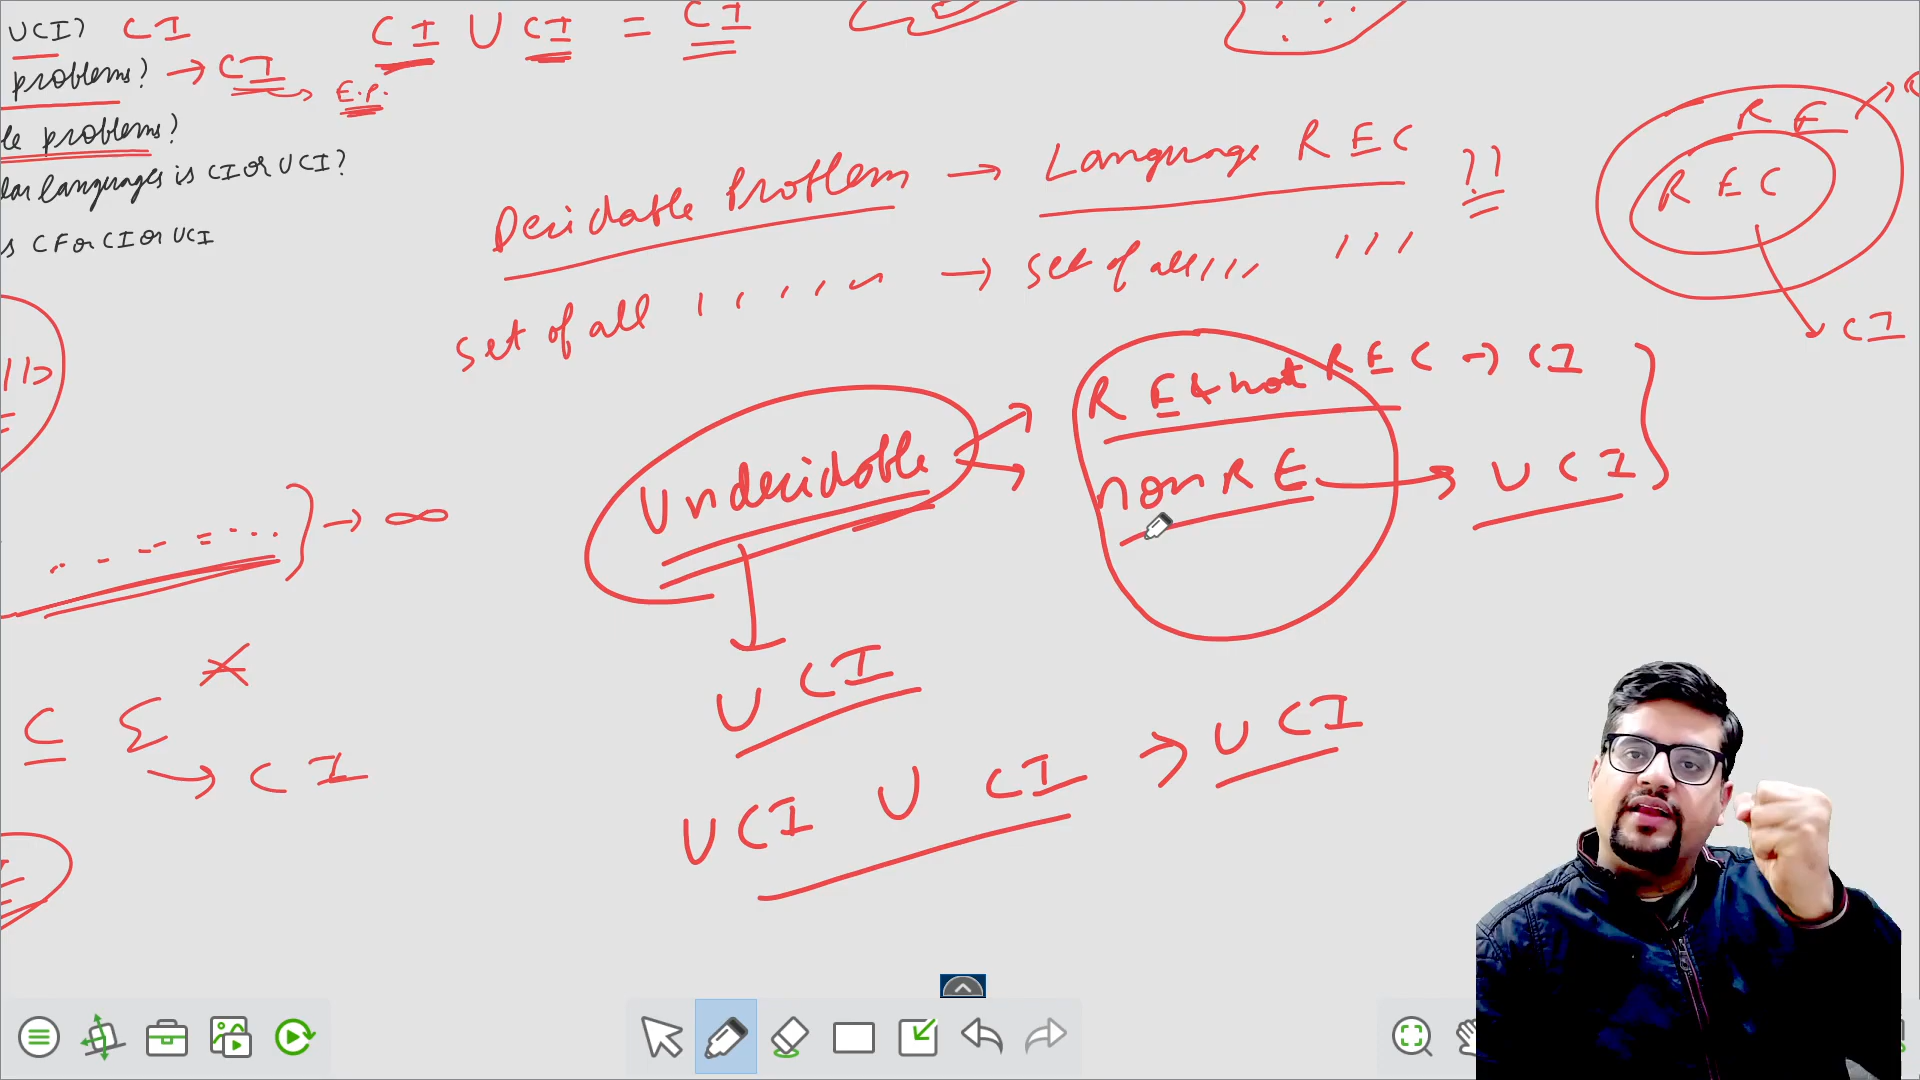 UCI? CI
CI ∪ CI = CI
problems? → CI → E.P.
le problems?
lar languages is CI or UCI?
s CF or CI or UCI
Decidable Problem → Language REC ??
set of all ,,,,, → set of all ,,, ,,,
RE
REC
CI
Undecidable
RE & not REC → CI
non RE → UCI
UCI
UCI ∪ CI → UCI
→ ∞
⊆ Σ*
→ CI